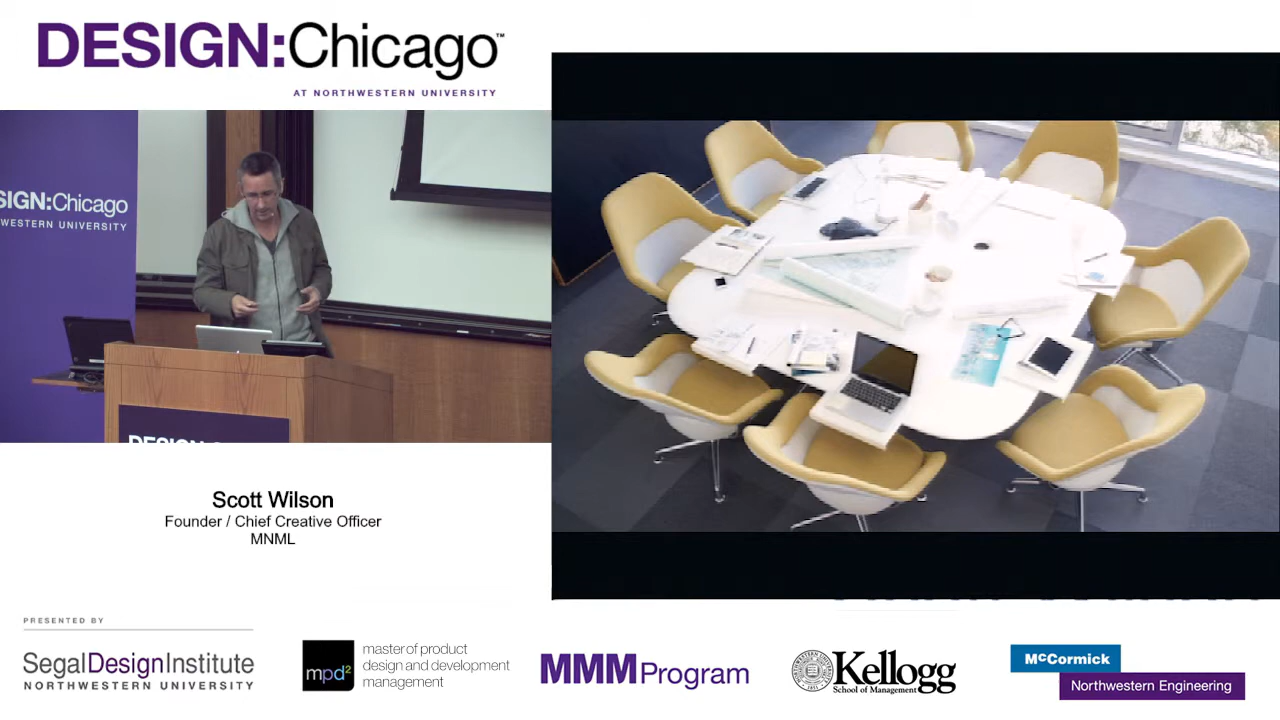 DESIGN:Chicago™
AT NORTHWESTERN UNIVERSITY
SIGN:Chicago
WESTERN UNIVERSITY
Scott Wilson
Founder / Chief Creative Officer
MNML
PRESENTED BY
SegalDesignInstitute
NORTHWESTERN UNIVERSITY
mpd²
master of product
design and development
management
MMM Program
Kellogg
School of Management
McCormick
Northwestern Engineering